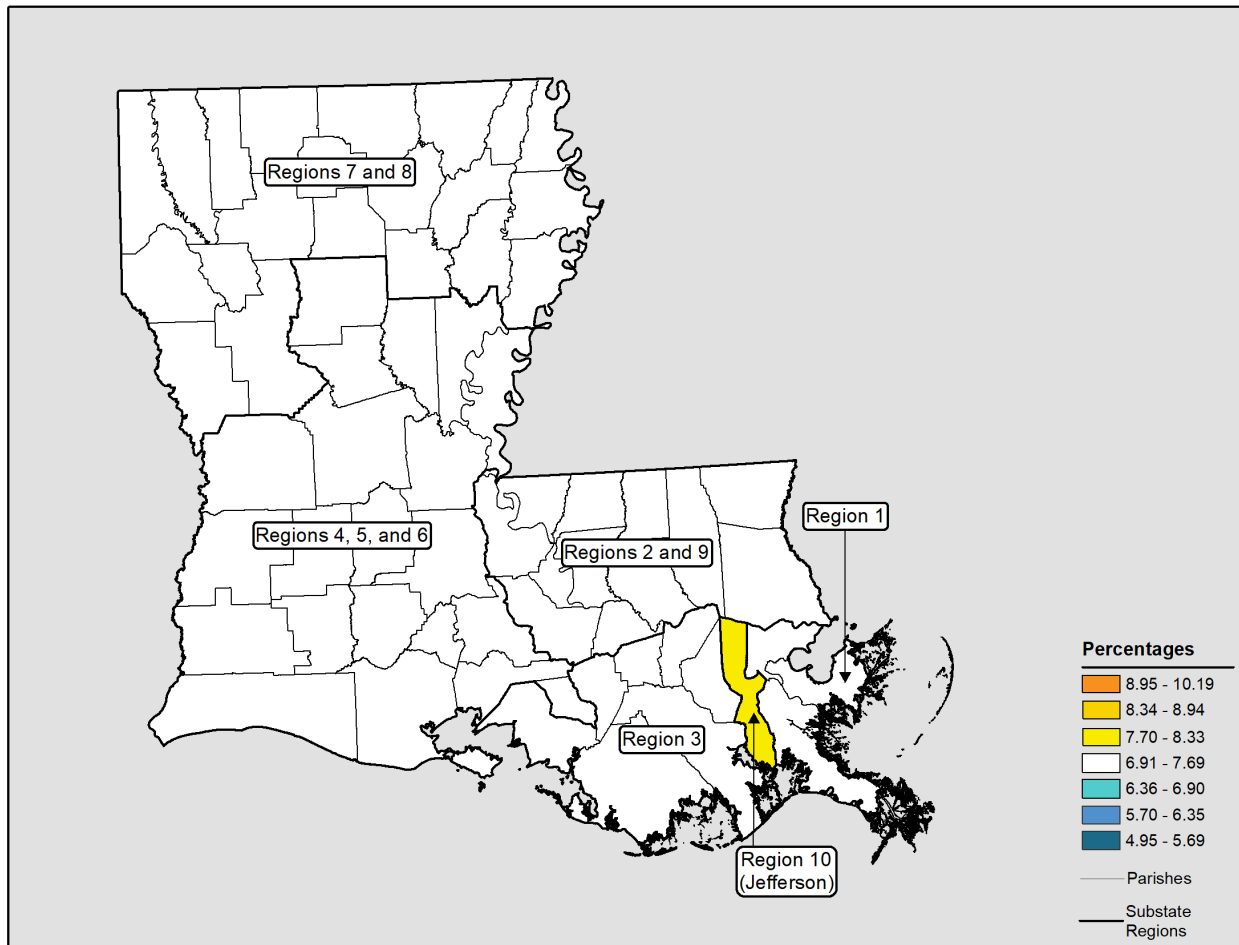 Regions 7 and 8
Region 1
Regions 4, 5, and 6
Regions 2 and 9
Region 3
Region 10
(Jefferson)
Percentages
8.95 - 10.19
8.34 - 8.94
7.70 - 8.33
6.91 - 7.69
6.36 - 6.90
5.70 - 6.35
4.95 - 5.69
Parishes
Substate
Regions